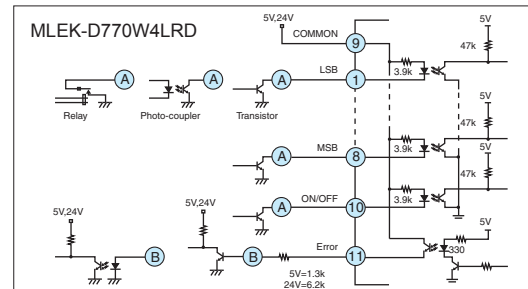 MLEK-D770W4LRD
5V,24V
COMMON
9
5V
47k
A
A
A
LSB
1
3.9k
Relay
Photo-coupler
Transistor
5V
47k
A
MSB
8
3.9k
5V
47k
A
ON/OFF
10
3.9k
5V,24V
5V,24V
5V
B
B
Error
11
330
5V=1.3k
24V=6.2k